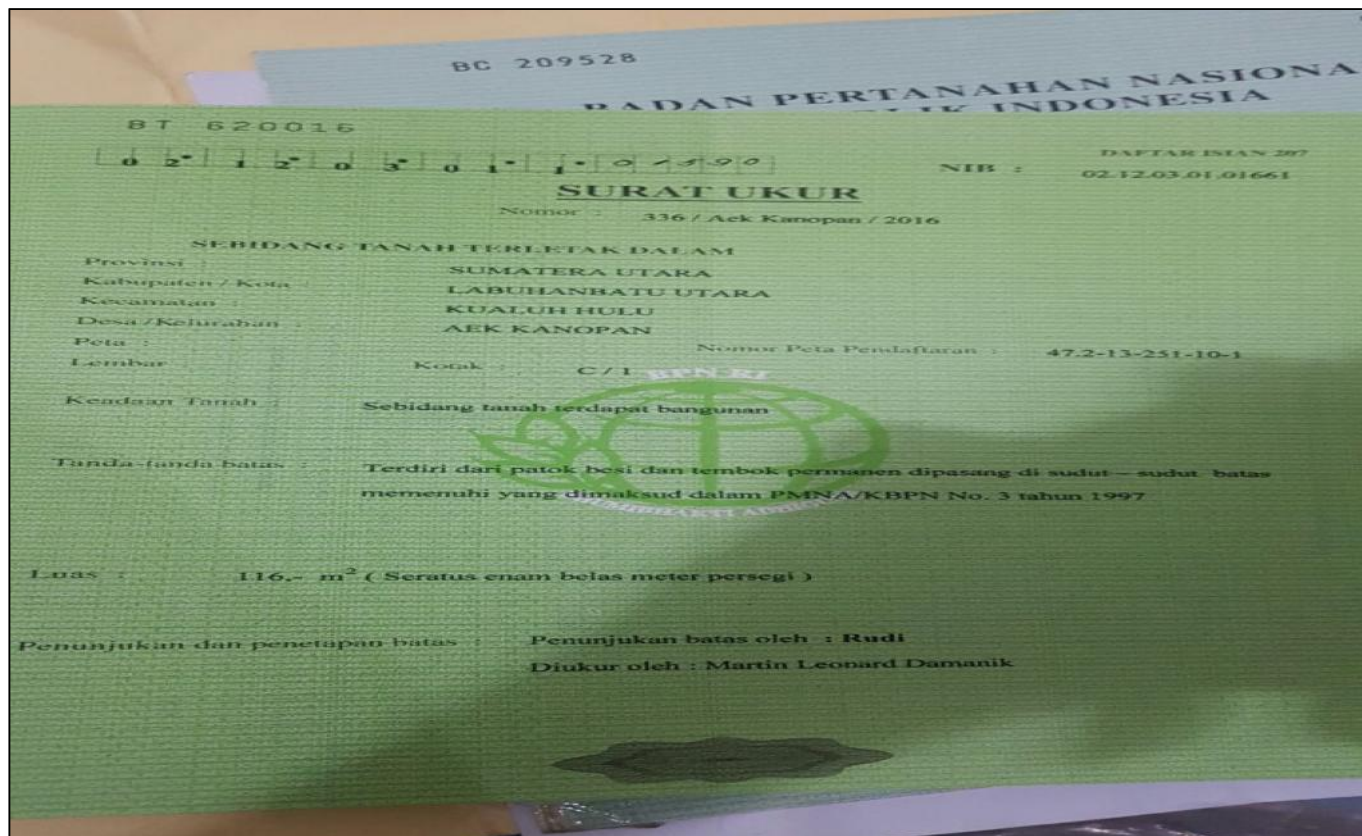 BC 209528
BADAN PERTANAHAN NASIONA
INDONESIA
BT 620016
DAFTAR ISIAN 207
02 1 2 0 3 0 1 1 01590
NIB : 02.12.03.01.01661
SURAT UKUR
Nomor : 336 / Aek Kanopan / 2016
SEBIDANG TANAH TERLETAK DALAM
Provinsi : SUMATERA UTARA
Kabupaten / Kota : LABUHANBATU UTARA
Kecamatan : KUALUH HULU
Desa /Kelurahan : AEK KANOPAN
Peta : Nomor Peta Pendaftaran : 47.2-13-251-10-1
Lembar Kotak : C / 1
BPN RI
Keadaan Tanah : Sebidang tanah terdapat bangunan
Tanda-tanda batas : Terdiri dari patok besi dan tembok permanen dipasang di sudut – sudut batas
memenuhi yang dimaksud dalam PMNA/KBPN No. 3 tahun 1997
Luas : 116,- m² ( Seratus enam belas meter persegi )
Penunjukan dan penetapan batas : Penunjukan batas oleh : Rudi
Diukur oleh : Martin Leonard Damanik